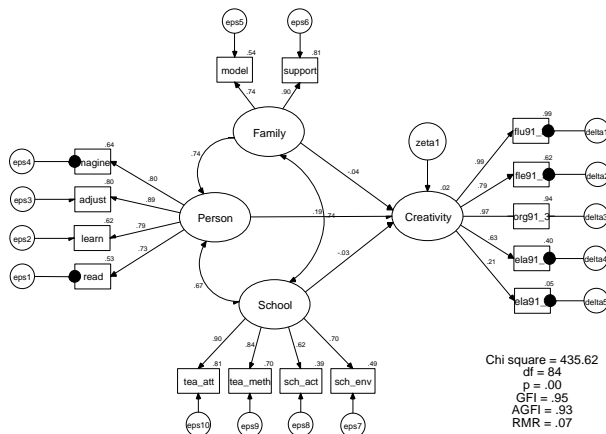 eps5
eps6
.54
.81
model
support
.74
.90
Family
.99
flu91_
delta1
eps4
.64
magine
.74
zeta1
.80
-.04
.99
.62
fle91_
delta2
eps3
.80
adjust
.89
.02
.79
Person
.19
.74
Creativity
.97
.94
org91_3
delta3
eps2
.62
learn
.79
.63
.40
ela91_
delta4
eps1
.53
read
.73
.67
-.03
.21
.05
ela91_
delta5
School
.90
.84
.62
.70
.81
.70
.39
.49
tea_att
tea_meth
sch_act
sch_env
eps10
eps9
eps8
eps7
Chi square = 435.62
df = 84
p = .00
GFI = .95
AGFI = .93
RMR = .07